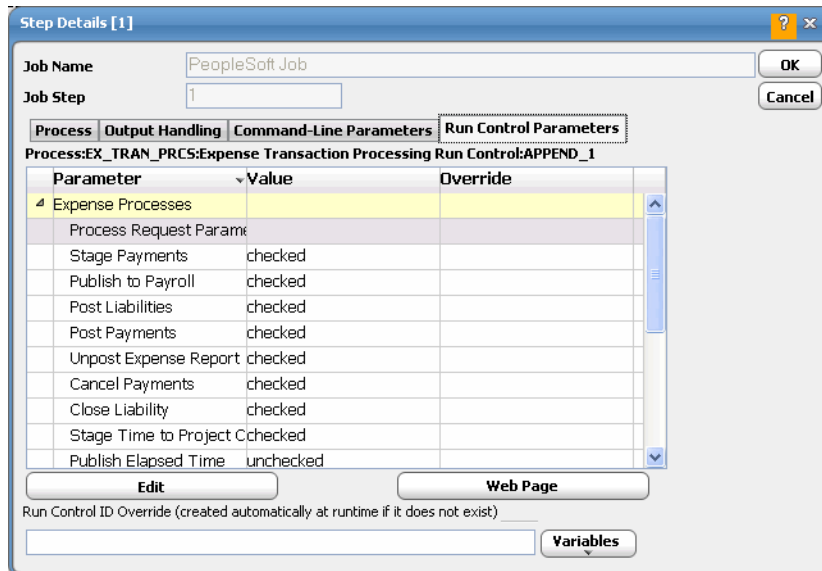 Step Details [1]
?
Job Name PeopleSoft Job OK
Job Step 1 Cancel
Process Output Handling Command-Line Parameters Run Control Parameters
Process:EX_TRAN_PRCS:Expense Transaction Processing Run Control:APPEND_1
Parameter Value Override
Expense Processes
Process Request Parame
Stage Payments checked
Publish to Payroll checked
Post Liabilities checked
Post Payments checked
Unpost Expense Report checked
Cancel Payments checked
Close Liability checked
Stage Time to Project C checked
Publish Elapsed Time unchecked
Edit Web Page
Run Control ID Override (created automatically at runtime if it does not exist)
Variables